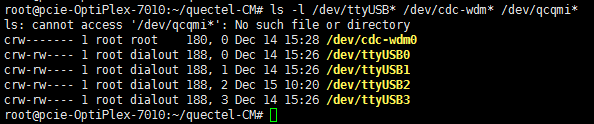 root@pcie-OptiPlex-7010:~/quectel-CM# ls -l /dev/ttyUSB* /dev/cdc-wdm* /dev/qcqmi*
ls: cannot access '/dev/qcqmi*': No such file or directory
crw------- 1 root root    180, 0 Dec 14 15:28 /dev/cdc-wdm0
crw-rw---- 1 root dialout 188, 0 Dec 14 15:26 /dev/ttyUSB0
crw-rw---- 1 root dialout 188, 1 Dec 14 15:26 /dev/ttyUSB1
crw-rw---- 1 root dialout 188, 2 Dec 15 10:20 /dev/ttyUSB2
crw-rw---- 1 root dialout 188, 3 Dec 14 15:26 /dev/ttyUSB3
root@pcie-OptiPlex-7010:~/quectel-CM#